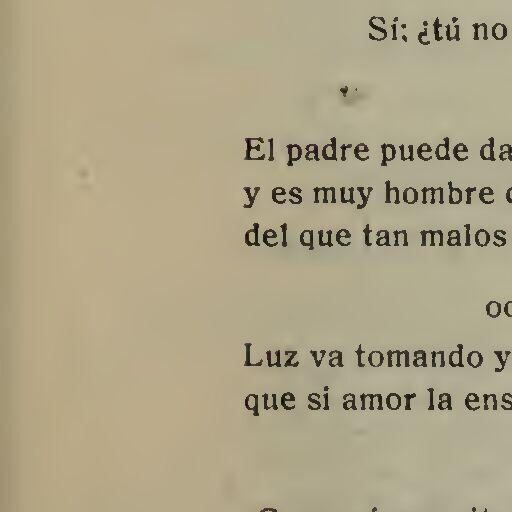 Sí; ¿tú no
El padre puede da
y es muy hombre
del que tan malos
Luz va tomando y
que si amor la ens